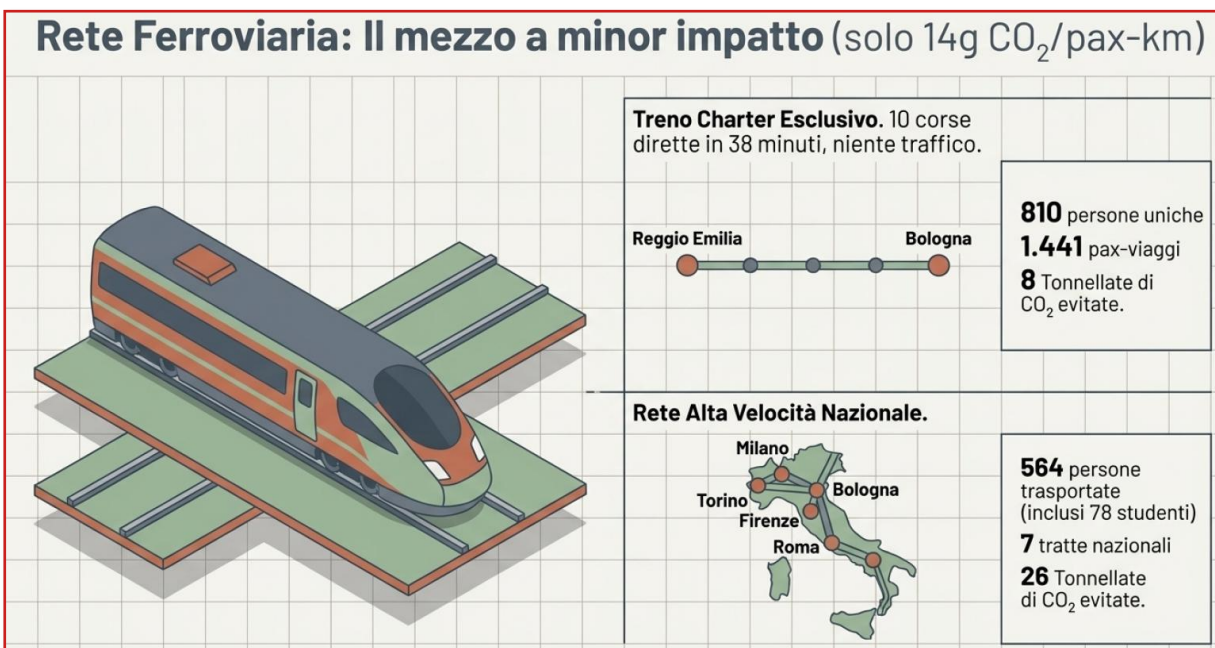 Rete Ferroviaria: Il mezzo a minor impatto (solo 14g CO₂/pax-km)
Treno Charter Esclusivo. 10 corse
dirette in 38 minuti, niente traffico.
Reggio Emilia
Bologna
810 persone uniche
1.441 pax-viaggi
8 Tonnellate di
CO₂ evitate.
Rete Alta Velocità Nazionale.
Milano
Torino
Bologna
Firenze
Roma
564 persone
trasportate
(inclusi 78 studenti)
7 tratte nazionali
26 Tonnellate
di CO₂ evitate.